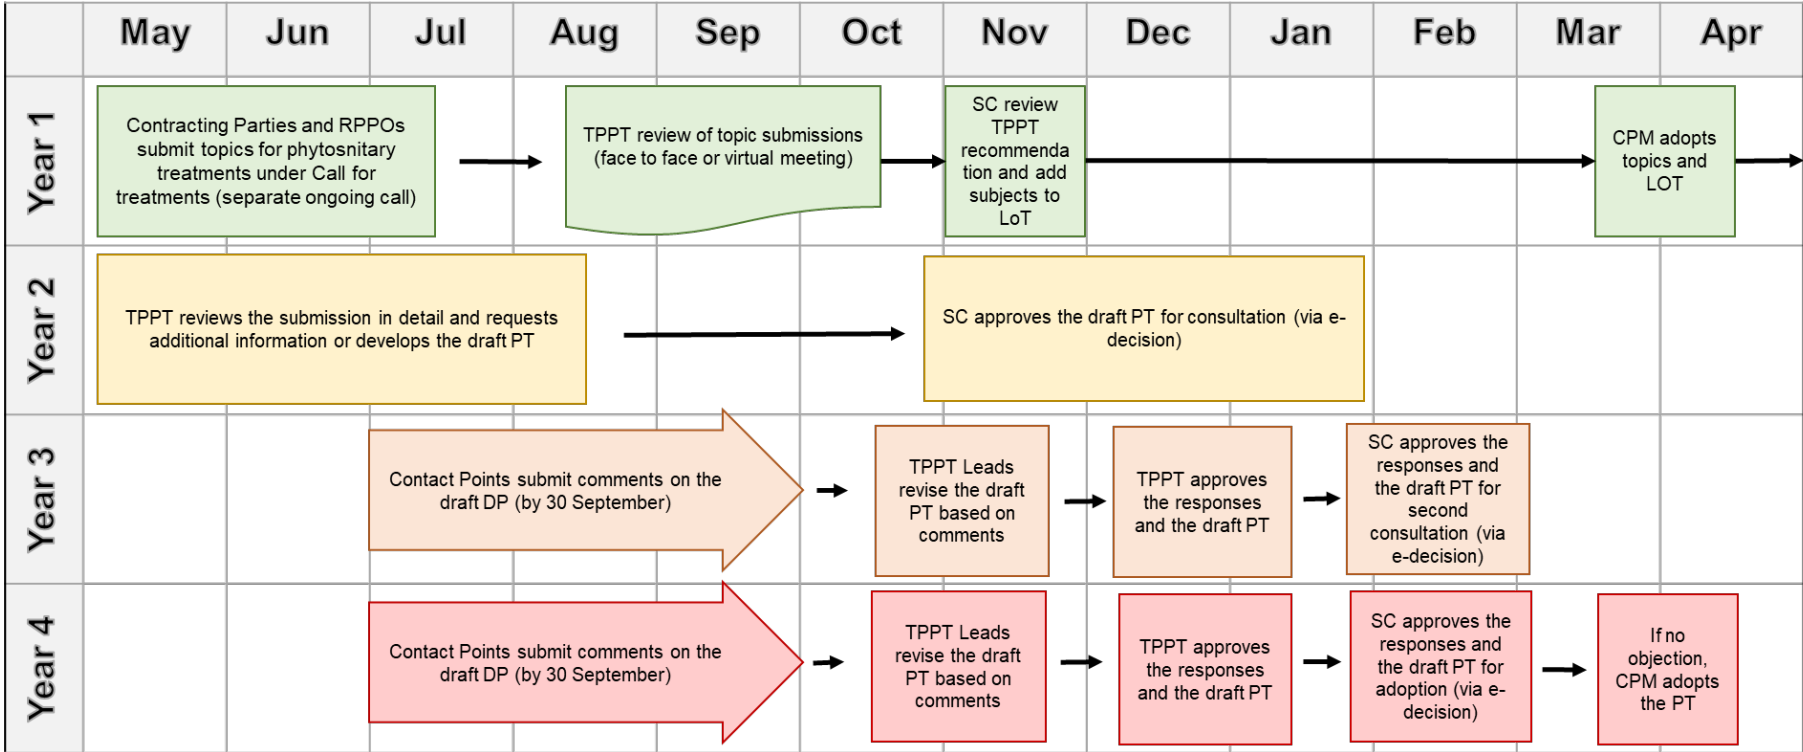 May Jun Jul Aug Sep Oct Nov Dec Jan Feb Mar Apr
Year 1
Contracting Parties and RPPOs
submit topics for phytosnitary
treatments under Call for
treatments (separate ongoing call)
TPPT review of topic submissions
(face to face or virtual meeting)
SC review
TPPT
recommenda
tion and add
subjects to
LoT
CPM adopts
topics and
LOT
Year 2
TPPT reviews the submission in detail and requests
additional information or develops the draft PT
SC approves the draft PT for consultation (via e-
decision)
Year 3
Contact Points submit comments on the
draft DP (by 30 September)
TPPT Leads
revise the draft
PT based on
comments
TPPT approves
the responses
and the draft PT
SC approves the
responses and
the draft PT for
second
consultation (via
e-decision)
Year 4
Contact Points submit comments on the
draft DP (by 30 September)
TPPT Leads
revise the draft
PT based on
comments
TPPT approves
the responses
and the draft PT
SC approves the
responses and
the draft PT for
adoption (via e-
decision)
If no
objection,
CPM adopts
the PT